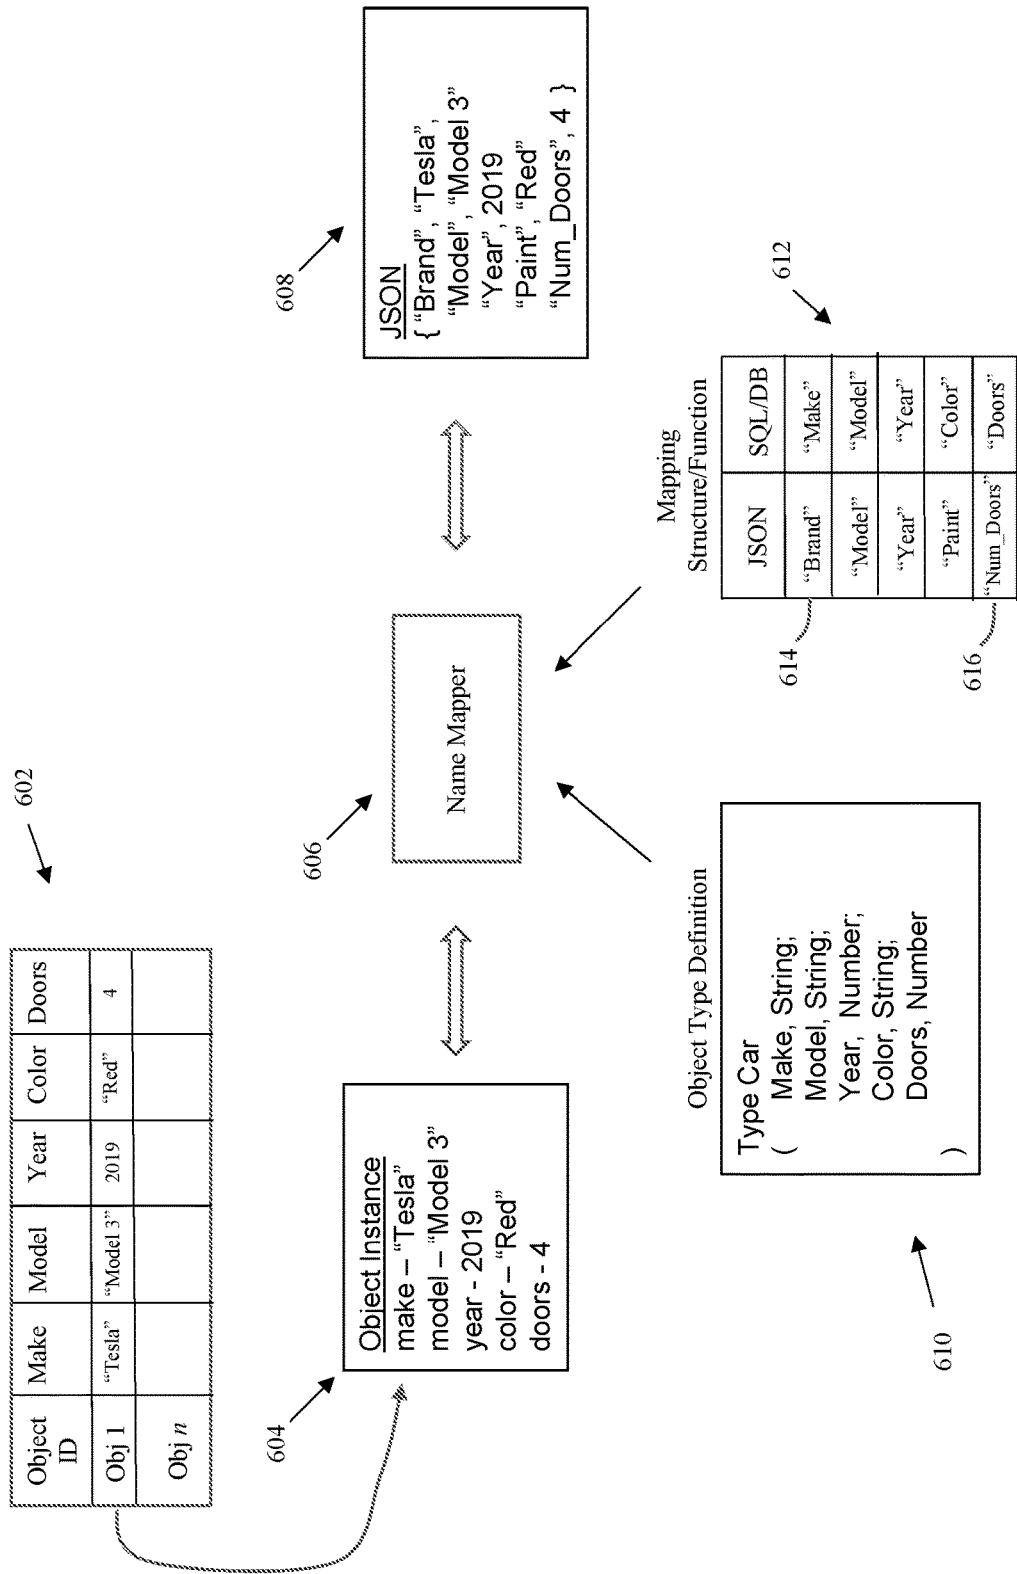 602
Object ID Make Model Year Color Doors
Obj 1 “Tesla” “Model 3” 2019 “Red” 4
Obj n
604
Object Instance
make – “Tesla”
model – “Model 3”
year - 2019
color – “Red”
doors - 4
606
Name Mapper
608
JSON
{ “Brand”, “Tesla”,
“Model”, “Model 3”
“Year”, 2019
“Paint”, “Red”
“Num_Doors”, 4 }
Object Type Definition
610
Type Car
( Make, String;
Model, String;
Year, Number;
Color, String;
Doors, Number
)
Mapping
Structure/Function
612
JSON SQL/DB
614
“Brand” “Make”
“Model” “Model”
“Year” “Year”
“Paint” “Color”
616
“Num_Doors” “Doors”